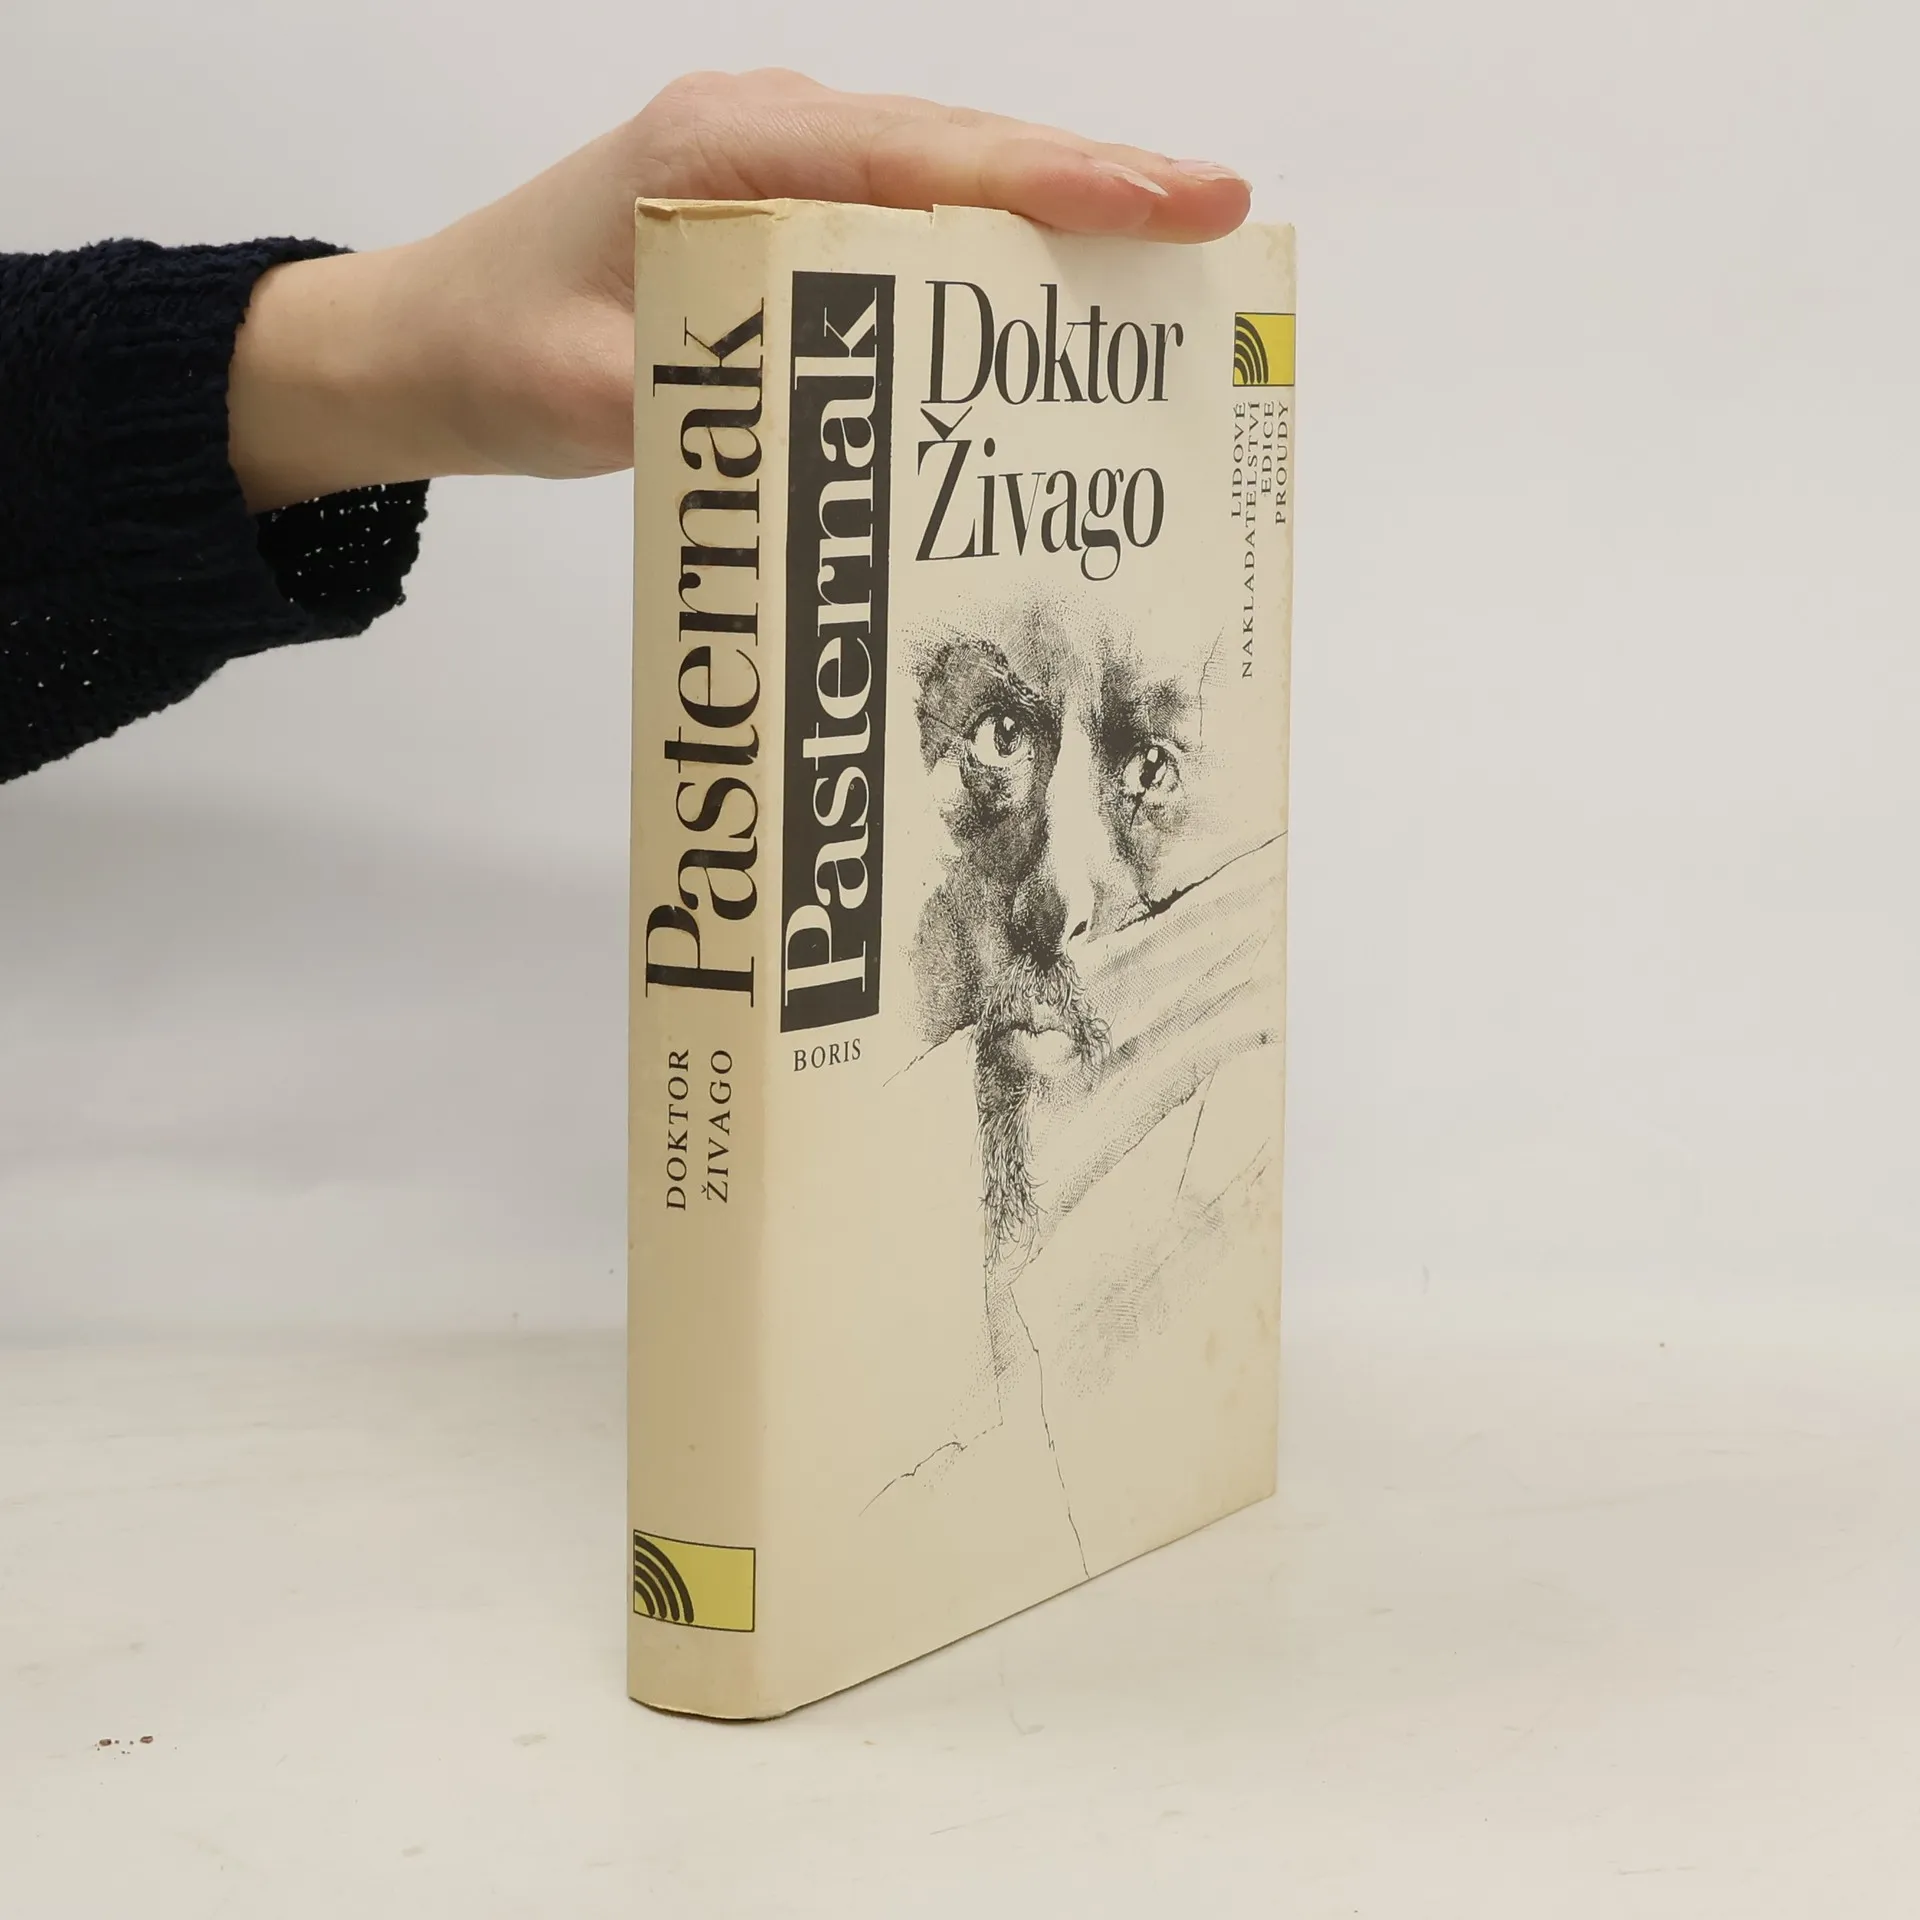 Pasternak
DOKTOR
ŽIVAGO
Pasternak
BORIS
Doktor
Živago
LIDOVÉ
NAKLADATELSTVÍ
EDICE
PROUDY